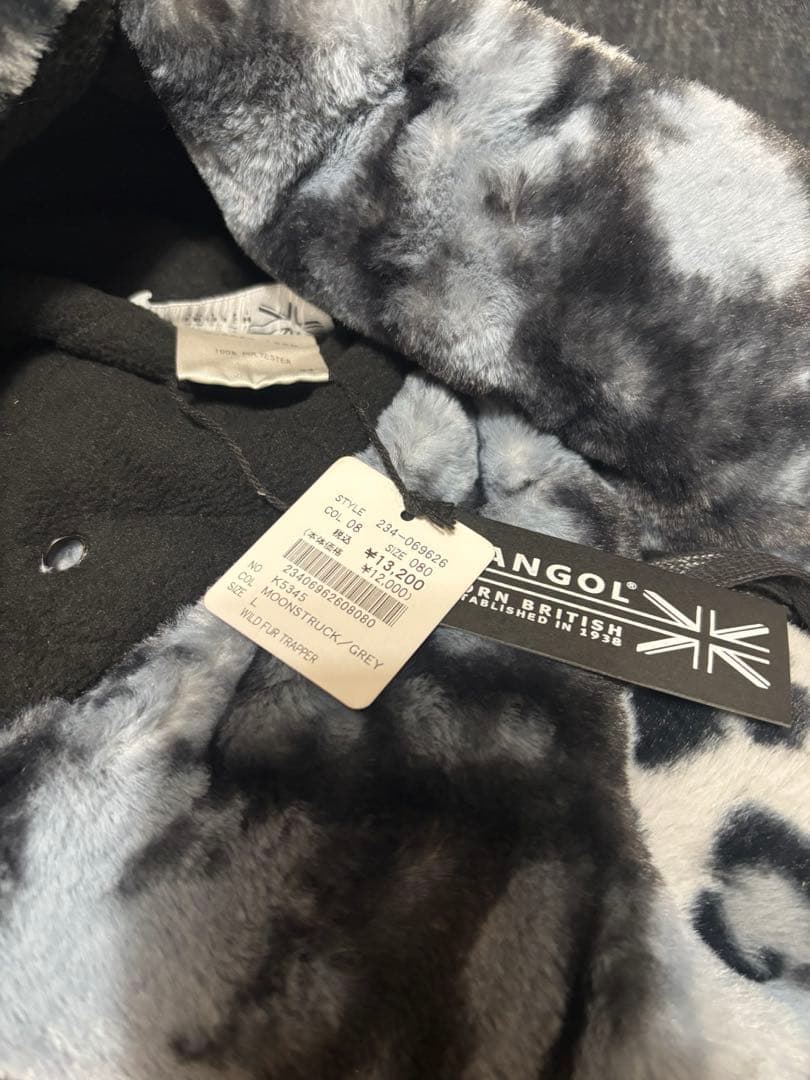 100% POLYESTER
STYLE 234-069626
COL 08 SIZE 080
税込 ¥13,200
(本体価格 ¥12,000)
23406962608080
NO K5345
COL MOONSTRUCK/GREY
SIZE L
WILD FUR TRAPPER
ANGOL®
RN BRITISH
TABLISHED IN 1938